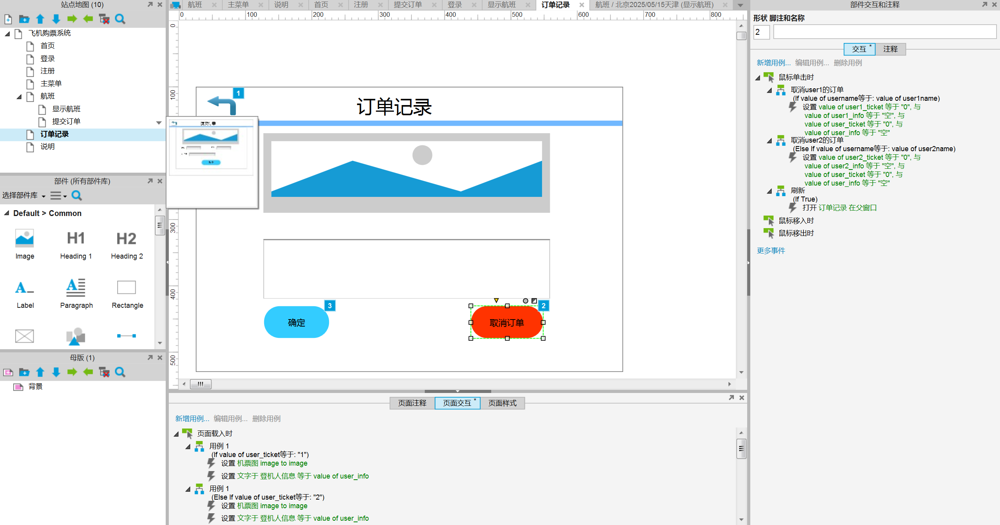 站点地图 (10)
飞机购票系统
首页
登录
注册
主菜单
航班
显示航班
提交订单
订单记录
说明
部件 (所有部件库)
选择部件库
Default > Common
Image
Heading 1
Heading 2
Label
Paragraph
Rectangle
母版 (1)
背景
航班
主菜单
说明
首页
注册
提交订单
登录
显示航班
订单记录
航班 / 北京2025/05/15天津 (显示航班)
0
100
200
300
400
500
600
700
800
0
100
300
400
500
1
订单记录
3
确定
2
取消订单
页面注释
页面交互 *
页面样式
新增用例... 编辑用例... 删除用例
页面载入时
用例 1
(If value of user_ticket等于: "1")
设置 机票图 image to image
设置 文字于 登机人信息 等于 value of user_info
用例 1
(Else If value of user_ticket等于: "2")
设置 机票图 image to image
设置 文字于 登机人信息 等于 value of user_info
部件交互和注释
形状 脚注和名称
2
交互 *
注释
新增用例... 编辑用例... 删除用例
鼠标单击时
取消user1的订单
(If value of username等于: value of user1name)
设置 value of user1_ticket 等于 "0", 与
value of user1_info 等于 "空", 与
value of user_ticket 等于 "0", 与
value of user_info 等于 "空"
取消user2的订单
(Else If value of username等于: value of user2name)
设置 value of user2_ticket 等于 "0", 与
value of user2_info 等于 "空", 与
value of user_ticket 等于 "0", 与
value of user_info 等于 "空"
刷新
(If True)
打开 订单记录 在父窗口
鼠标移入时
鼠标移出时
更多事件